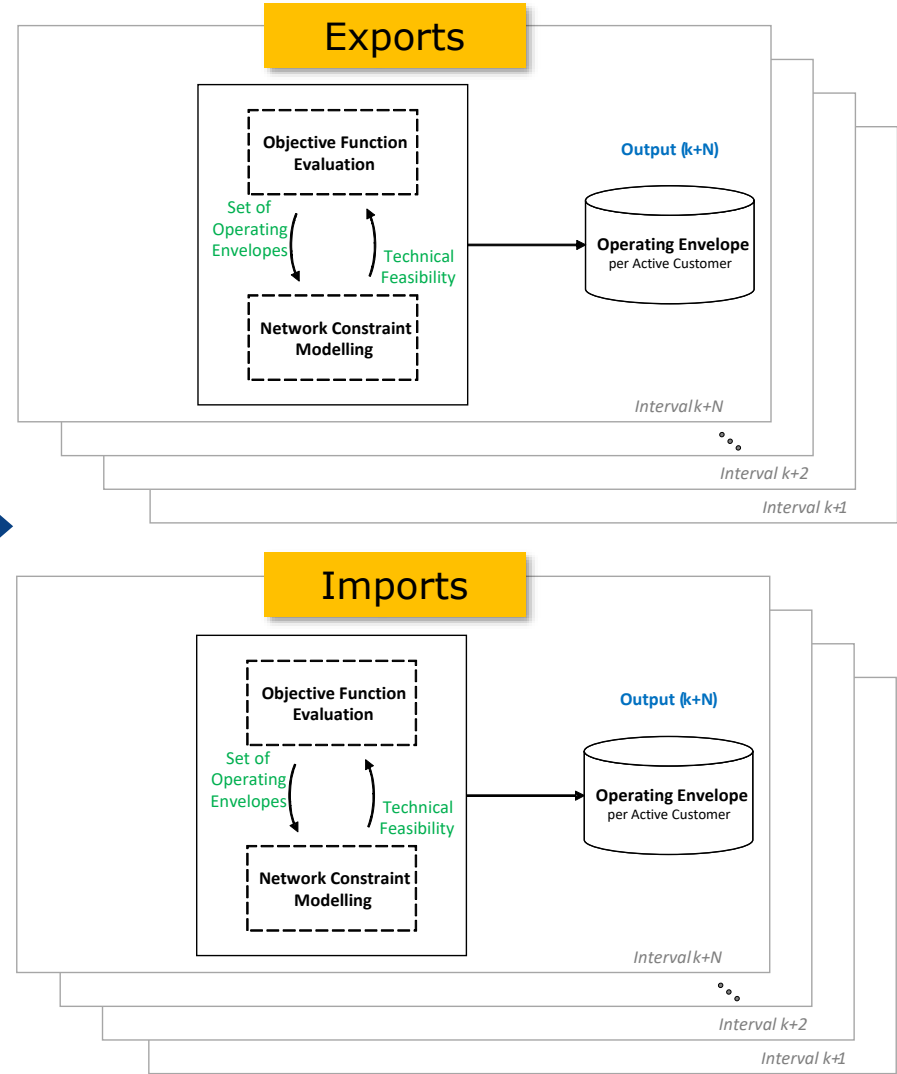 Exports
Objective Function
Evaluation
Output (k+N)
Set of
Operating
Envelopes
Technical
Feasibility
Operating Envelope
per Active Customer
Network Constraint
Modelling
Interval k+N
Interval k+2
Interval k+1
Imports
Objective Function
Evaluation
Output (k+N)
Set of
Operating
Envelopes
Technical
Feasibility
Operating Envelope
per Active Customer
Network Constraint
Modelling
Interval k+N
Interval k+2
Interval k+1